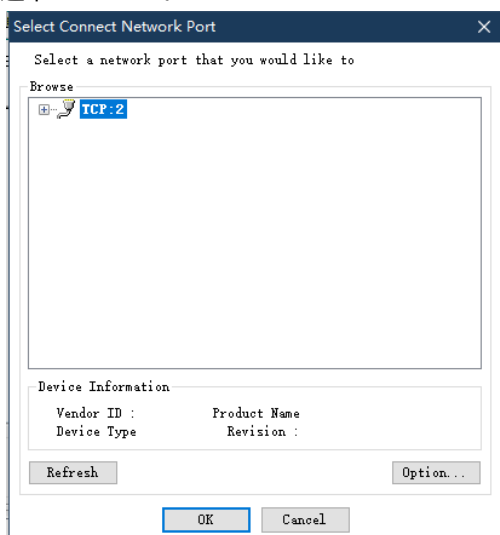 Select Connect Network Port
Select a network port that you would like to
Browse
TCP:2
Device Information
Vendor ID :
Product Name
Device Type
Revision :
Refresh
Option...
OK
Cancel